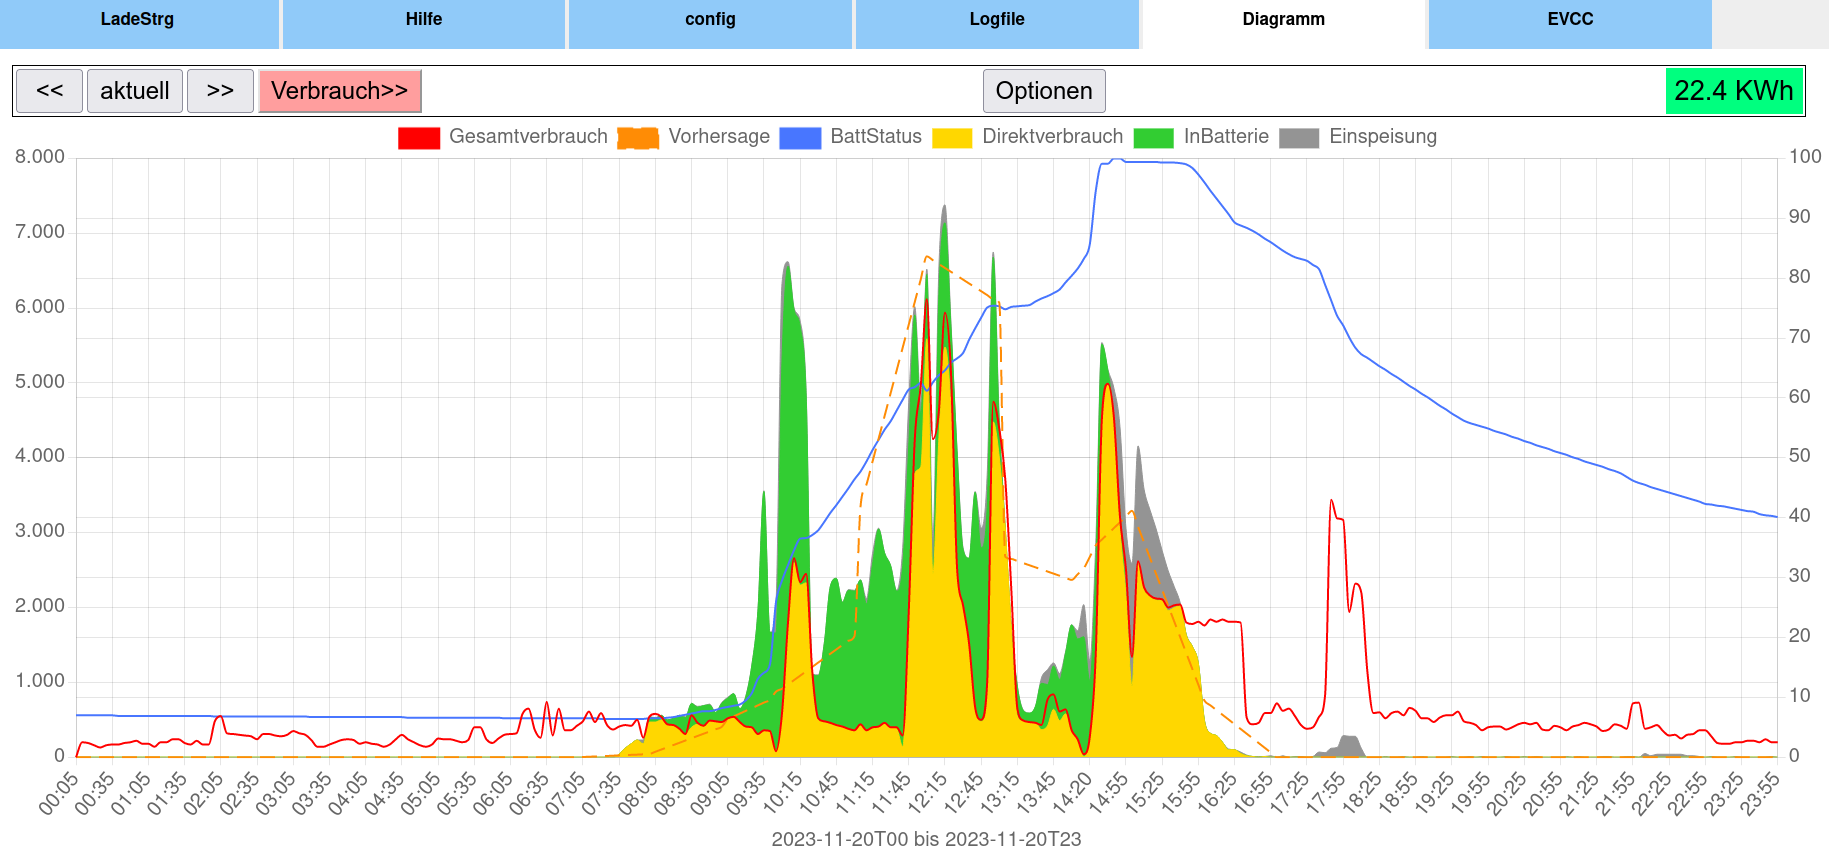 LadeStrg Hilfe config Logfile Diagramm EVCC
<< aktuell >> Verbrauch>> Optionen 22.4 KWh
Gesamtverbrauch Vorhersage BattStatus Direktverbrauch InBatterie Einspeisung
8.000 100
7.000 90
6.000 80
5.000 70
4.000 60
3.000 50
2.000 40
1.000 30
0 20
10
0
00:05 00:35 01:05 01:35 02:05 02:35 03:05 03:35 04:05 04:35 05:05 05:35 06:05 06:35 07:05 07:35 08:05 08:35 09:05 09:35 10:15 10:45 11:15 11:45 12:15 12:45 13:15 13:45 14:20 14:55 15:25 15:55 16:25 16:55 17:25 17:55 18:25 18:55 19:25 19:55 20:25 20:55 21:25 21:55 22:25 22:55 23:25 23:55
2023-11-20T00 bis 2023-11-20T23